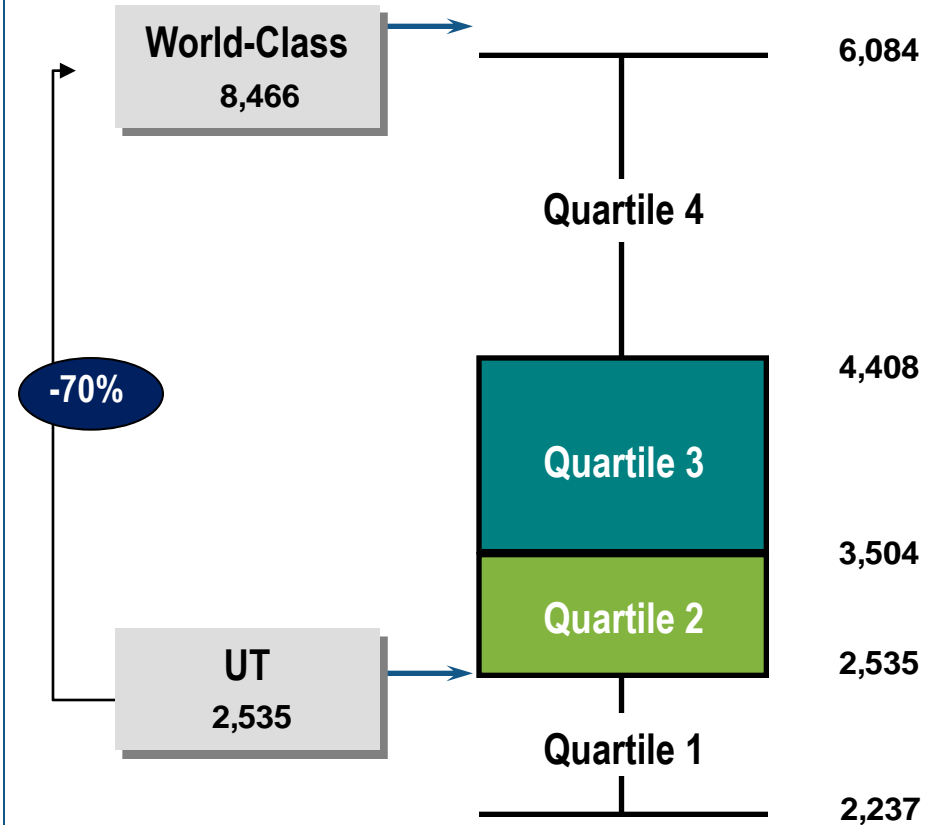 World-Class
8,466
6,084
Quartile 4
4,408
-70%
Quartile 3
3,504
Quartile 2
2,535
UT
2,535
Quartile 1
2,237